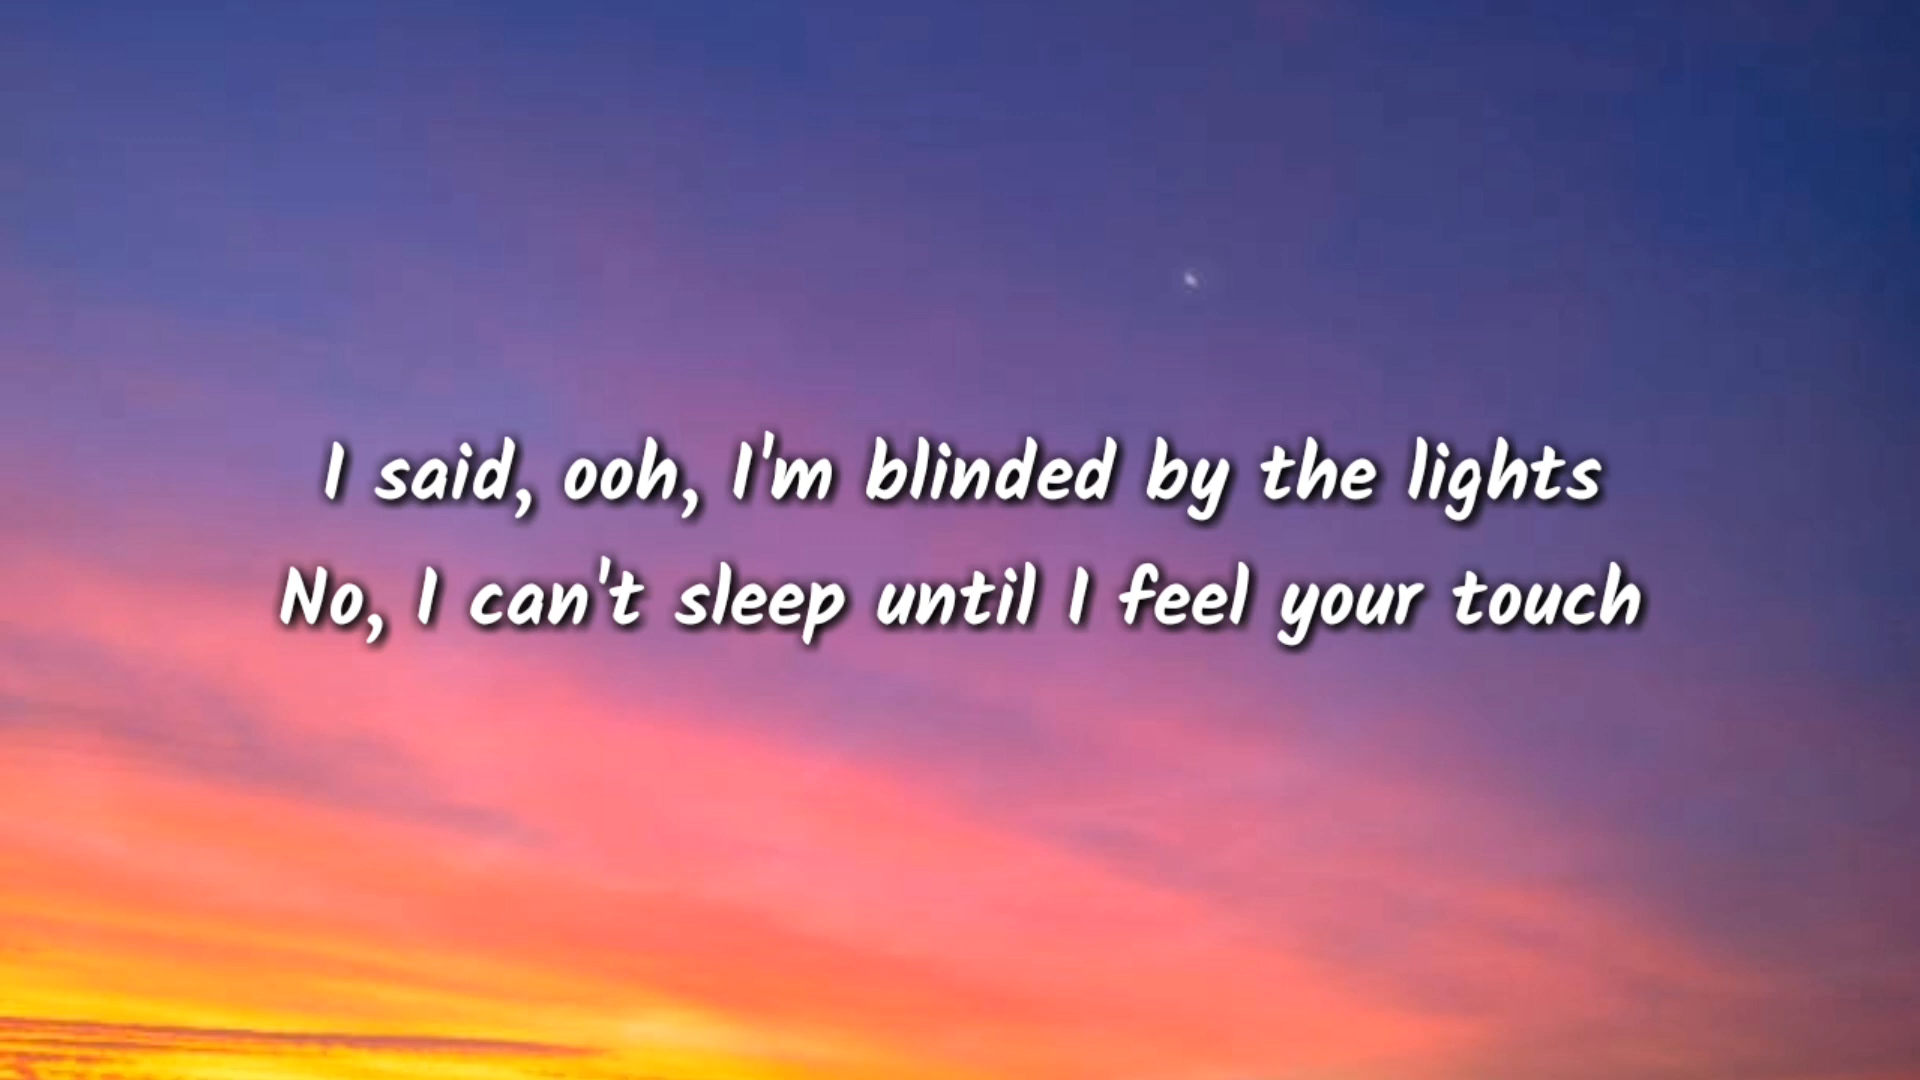 I said, ooh, I'm blinded by the lights
No, I can't sleep until I feel your touch